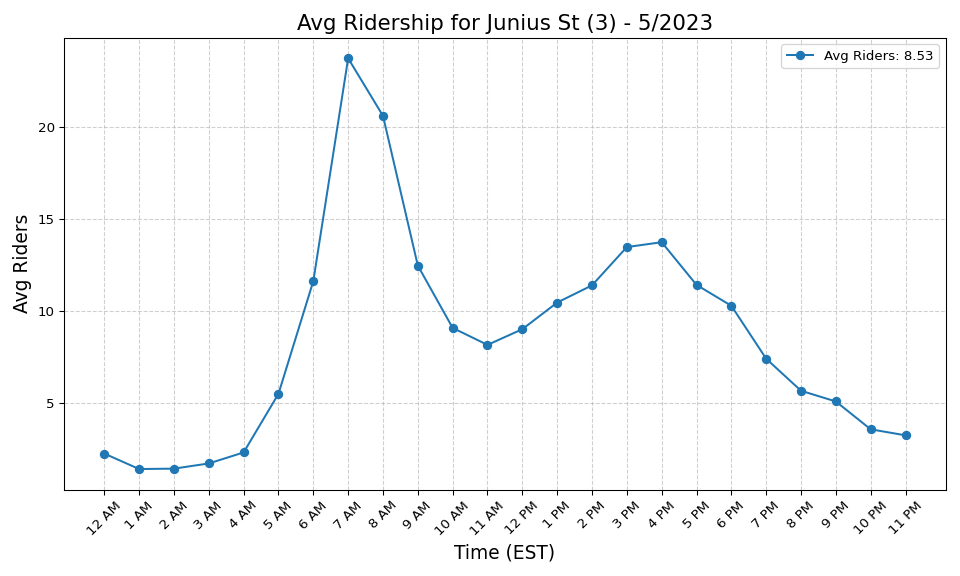 Avg Ridership for Junius St (3) - 5/2023
Avg Riders: 8.53
Avg Riders
20
15
10
5
12 AM
1 AM
2 AM
3 AM
4 AM
5 AM
6 AM
7 AM
8 AM
9 AM
10 AM
11 AM
12 PM
1 PM
2 PM
3 PM
4 PM
5 PM
6 PM
7 PM
8 PM
9 PM
10 PM
11 PM
Time (EST)